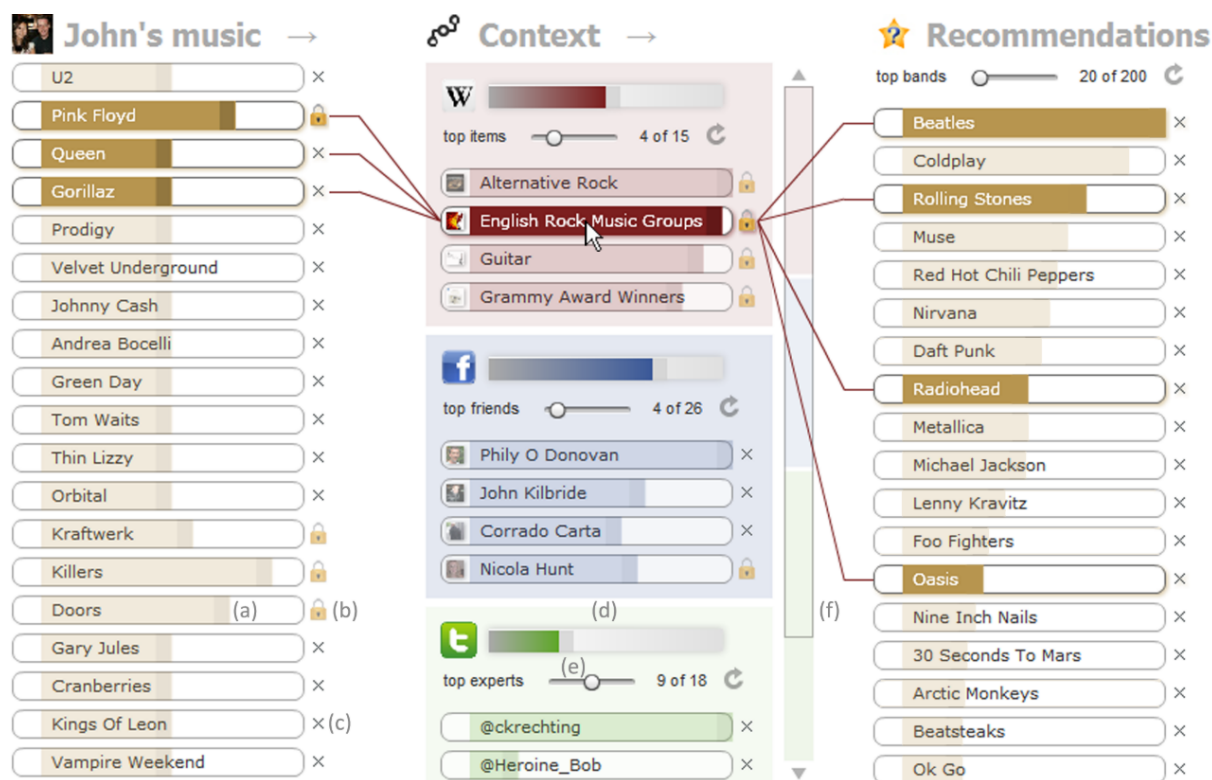 John's music →
U2
Pink Floyd
Queen
Gorillaz
Prodigy
Velvet Underground
Johnny Cash
Andrea Bocelli
Green Day
Tom Waits
Thin Lizzy
Orbital
Kraftwerk
Killers
Doors (a) (b)
Gary Jules
Cranberries
Kings Of Leon (c)
Vampire Weekend
Context →
W
top items 4 of 15
Alternative Rock
English Rock Music Groups
Guitar
Grammy Award Winners
f
top friends 4 of 26
Phily O Donovan
John Kilbride
Corrado Carta
Nicola Hunt
(d)
(f)
t
(e)
top experts 9 of 18
@ckrechting
@Heroine_Bob
? Recommendations
top bands 20 of 200
Beatles
Coldplay
Rolling Stones
Muse
Red Hot Chili Peppers
Nirvana
Daft Punk
Radiohead
Metallica
Michael Jackson
Lenny Kravitz
Foo Fighters
Oasis
Nine Inch Nails
30 Seconds To Mars
Arctic Monkeys
Beatsteaks
Ok Go